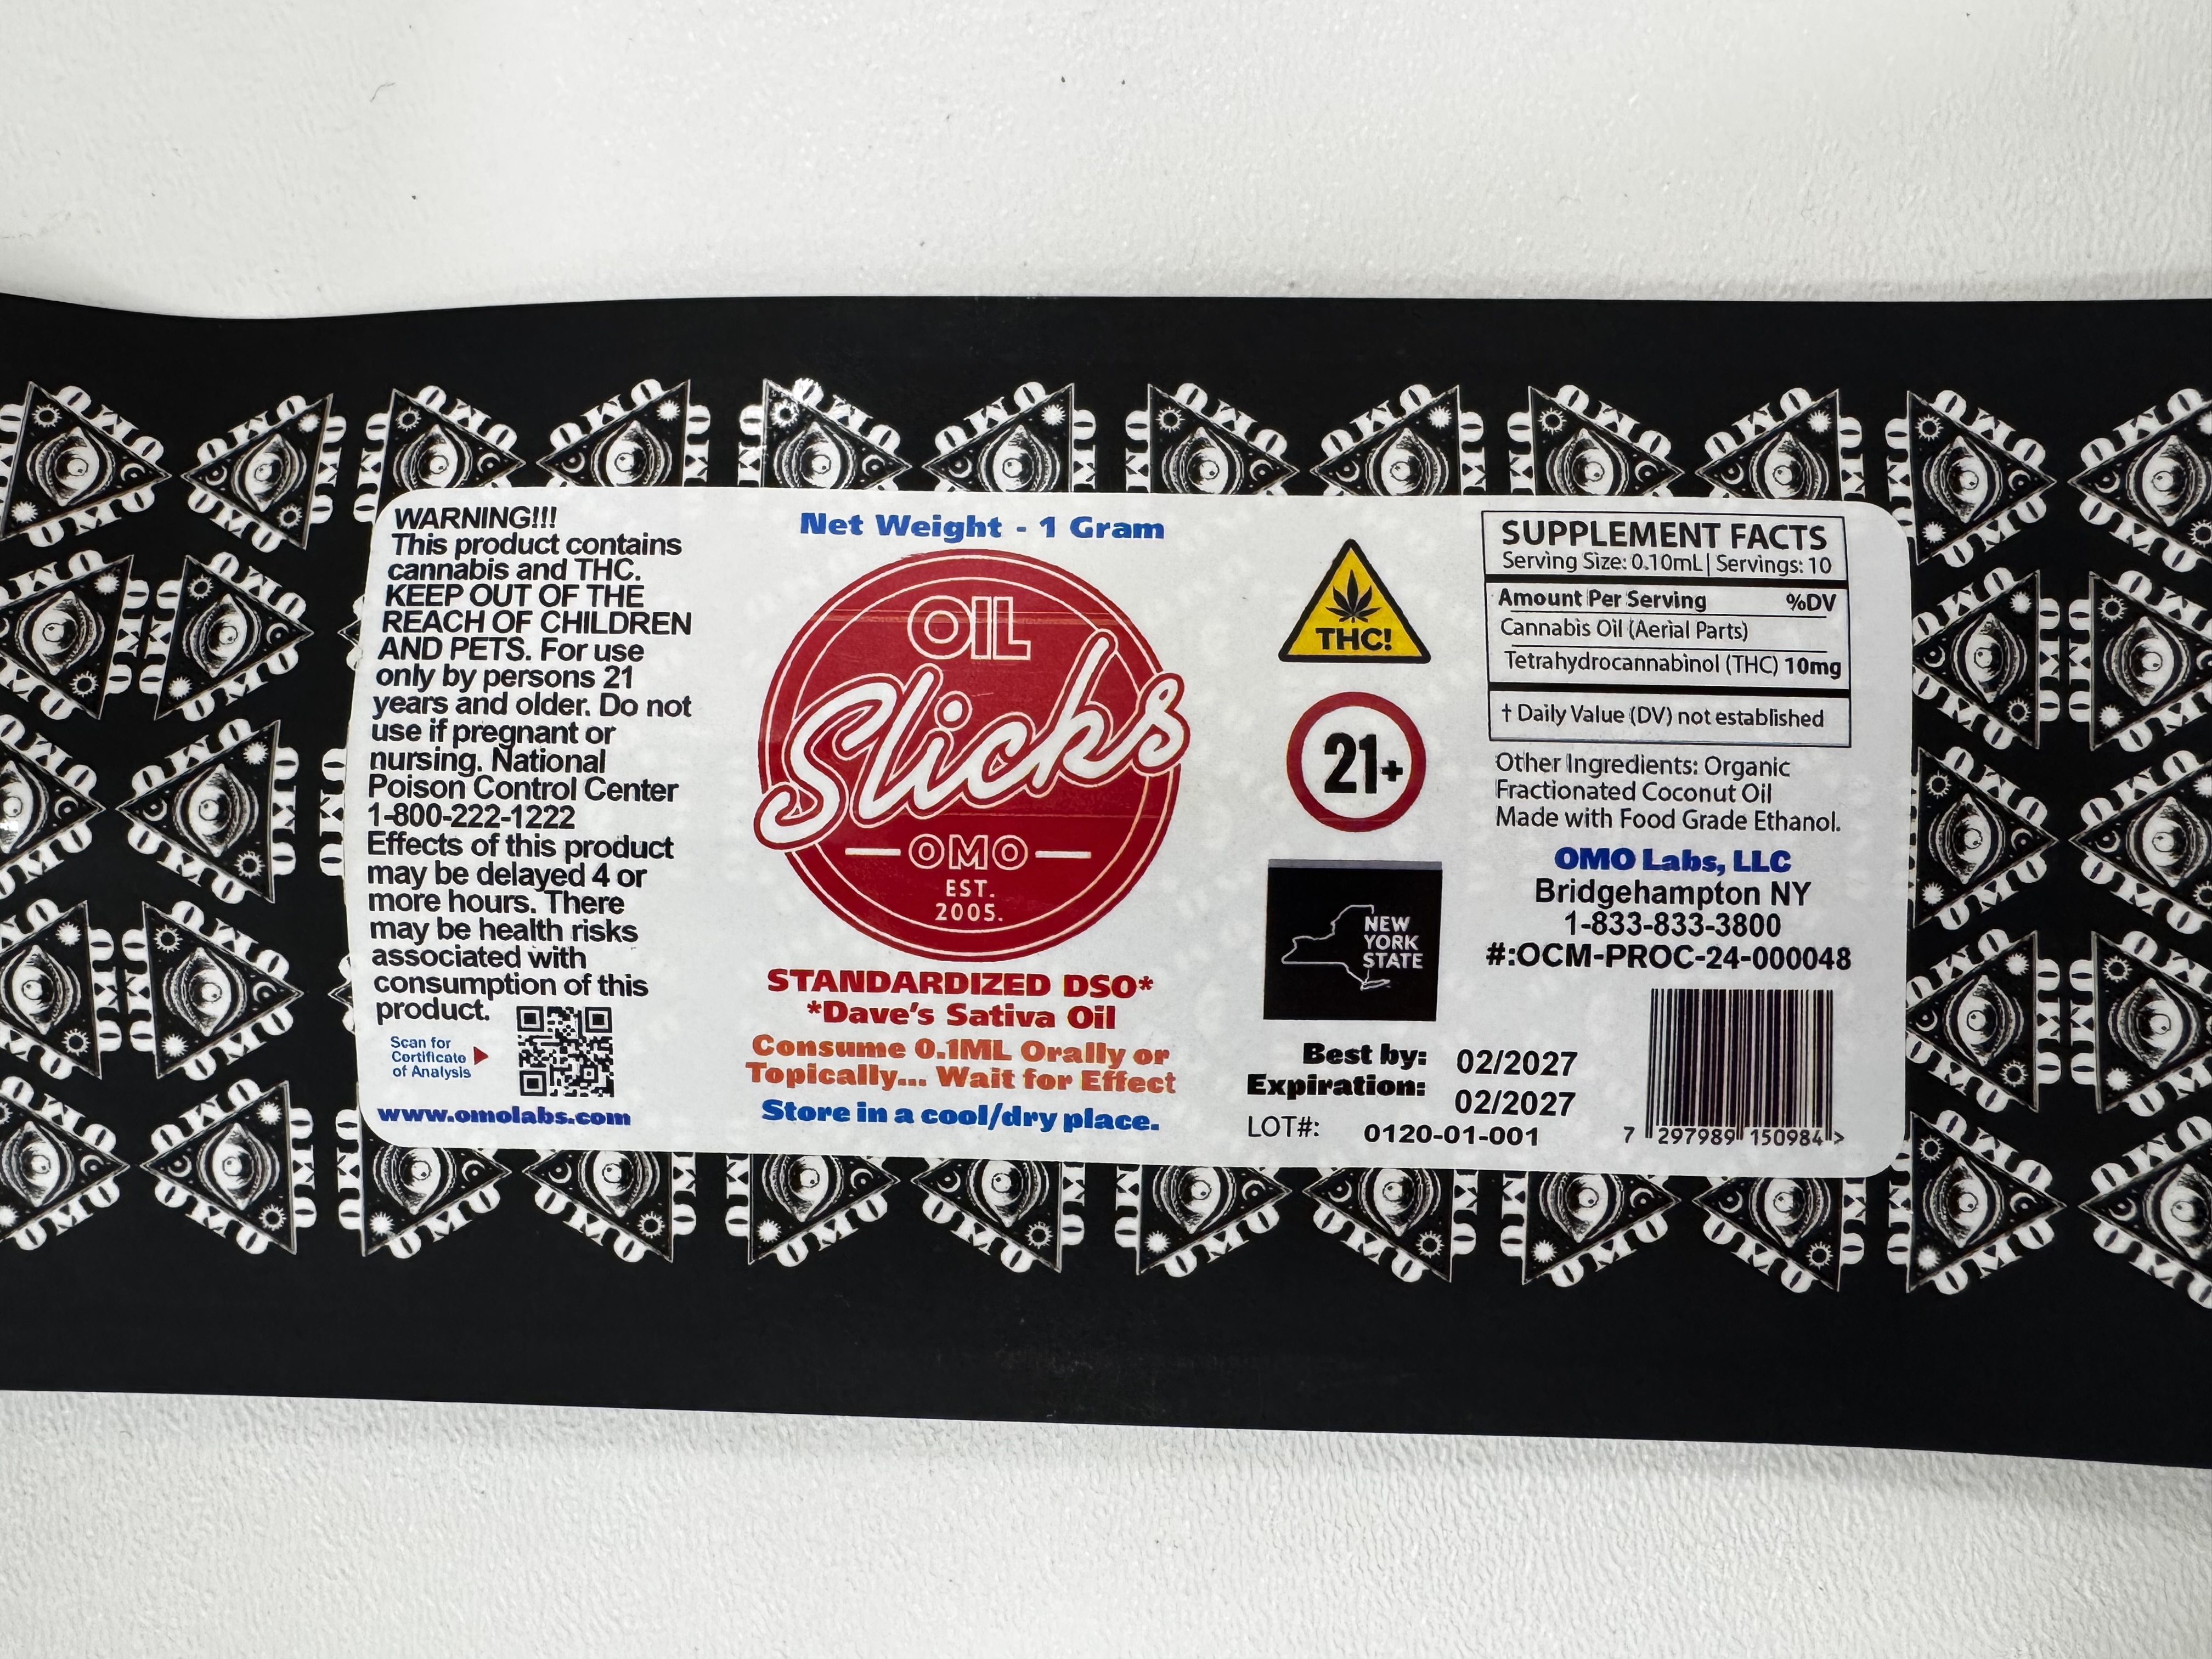 WARNING!!!
This product contains
cannabis and THC.
KEEP OUT OF THE
REACH OF CHILDREN
AND PETS. For use
only by persons 21
years and older. Do not
use if pregnant or
nursing. National
Poison Control Center
1-800-222-1222
Effects of this product
may be delayed 4 or
more hours. There
may be health risks
associated with
consumption of this
product.
Scan for
Certificate
of Analysis
www.omolabs.com
Net Weight - 1 Gram
OIL
Slicks
OMO
EST.
2005.
STANDARDIZED DSO*
*Dave's Sativa Oil
Consume 0.1ML Orally or
Topically... Wait for Effect
Store in a cool/dry place.
THC!
21+
NEW
YORK
STATE
Best by: 02/2027
Expiration: 02/2027
LOT#: 0120-01-001
SUPPLEMENT FACTS
Serving Size: 0.10mL | Servings: 10
Amount Per Serving %DV
Cannabis Oil (Aerial Parts)
Tetrahydrocannabinol (THC) 10mg
† Daily Value (DV) not established
Other Ingredients: Organic
Fractionated Coconut Oil
Made with Food Grade Ethanol.
OMO Labs, LLC
Bridgehampton NY
1-833-833-3800
#:OCM-PROC-24-000048
7 297989 150984 >